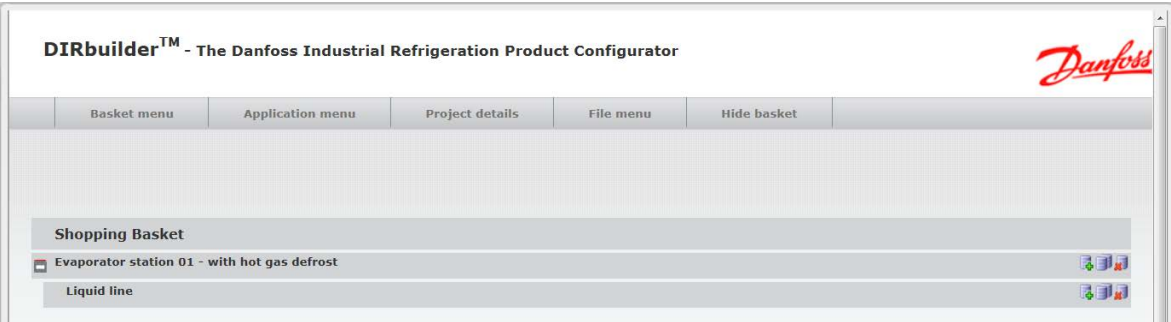 DIRbuilder™ - The Danfoss Industrial Refrigeration Product Configurator
Danfoss
Basket menu Application menu Project details File menu Hide basket
Shopping Basket
Evaporator station 01 - with hot gas defrost
Liquid line